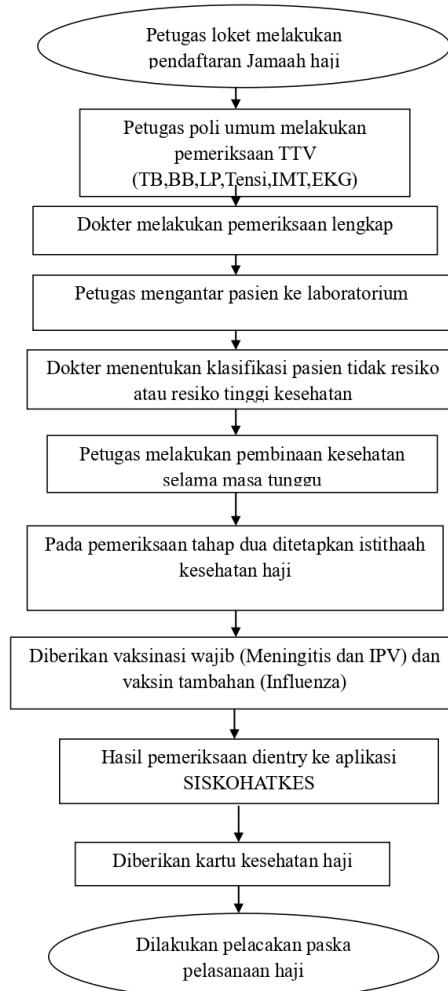 Petugas loket melakukan
pendaftaran Jamaah haji
Petugas poli umum melakukan
pemeriksaan TTV
(TB,BB,LP,Tensi,IMT,EKG)
Dokter melakukan pemeriksaan lengkap
Petugas mengantar pasien ke laboratorium
Dokter menentukan klasifikasi pasien tidak resiko
atau resiko tinggi kesehatan
Petugas melakukan pembinaan kesehatan
selama masa tunggu
Pada pemeriksaan tahap dua ditetapkan istithaah
kesehatan haji
Diberikan vaksinasi wajib (Meningitis dan IPV) dan
vaksin tambahan (Influenza)
Hasil pemeriksaan dientry ke aplikasi
SISKOHATKES
Diberikan kartu kesehatan haji
Dilakukan pelacakan paska
pelasanaan haji